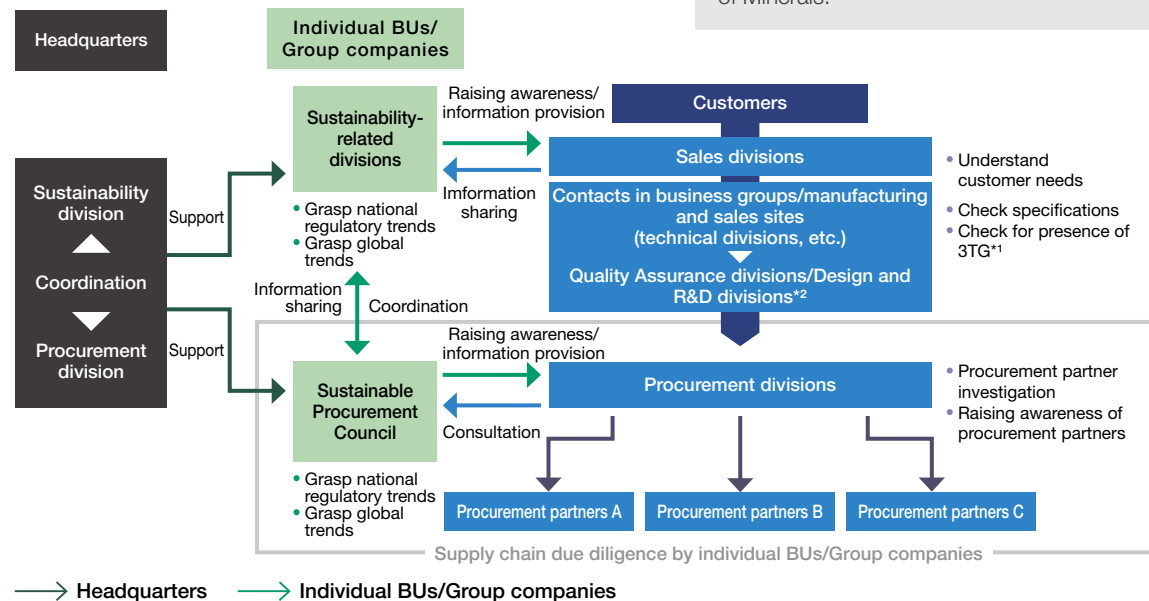 of Minerals.
Headquarters
Individual BUs/
Group companies
Sustainability
division
Coordination
Procurement
division
Support
Support
Sustainability-
related
divisions
• Grasp national
regulatory trends
• Grasp global
trends
Raising awareness/
information provision
Imformation
sharing
Customers
Sales divisions
Contacts in business groups/manufacturing
and sales sites
(technical divisions, etc.)
Quality Assurance divisions/Design and
R&D divisions*2
• Understand
customer needs
• Check specifications
• Check for presence of
3TG*1
Information
sharing
Coordination
Sustainable
Procurement
Council
• Grasp national
regulatory trends
• Grasp global
trends
Raising awareness/
information provision
Consultation
Procurement divisions
• Procurement partner
investigation
• Raising awareness of
procurement partners
Procurement partners A
Procurement partners B
Procurement partners C
Supply chain due diligence by individual BUs/Group companies
Headquarters
Individual BUs/Group companies